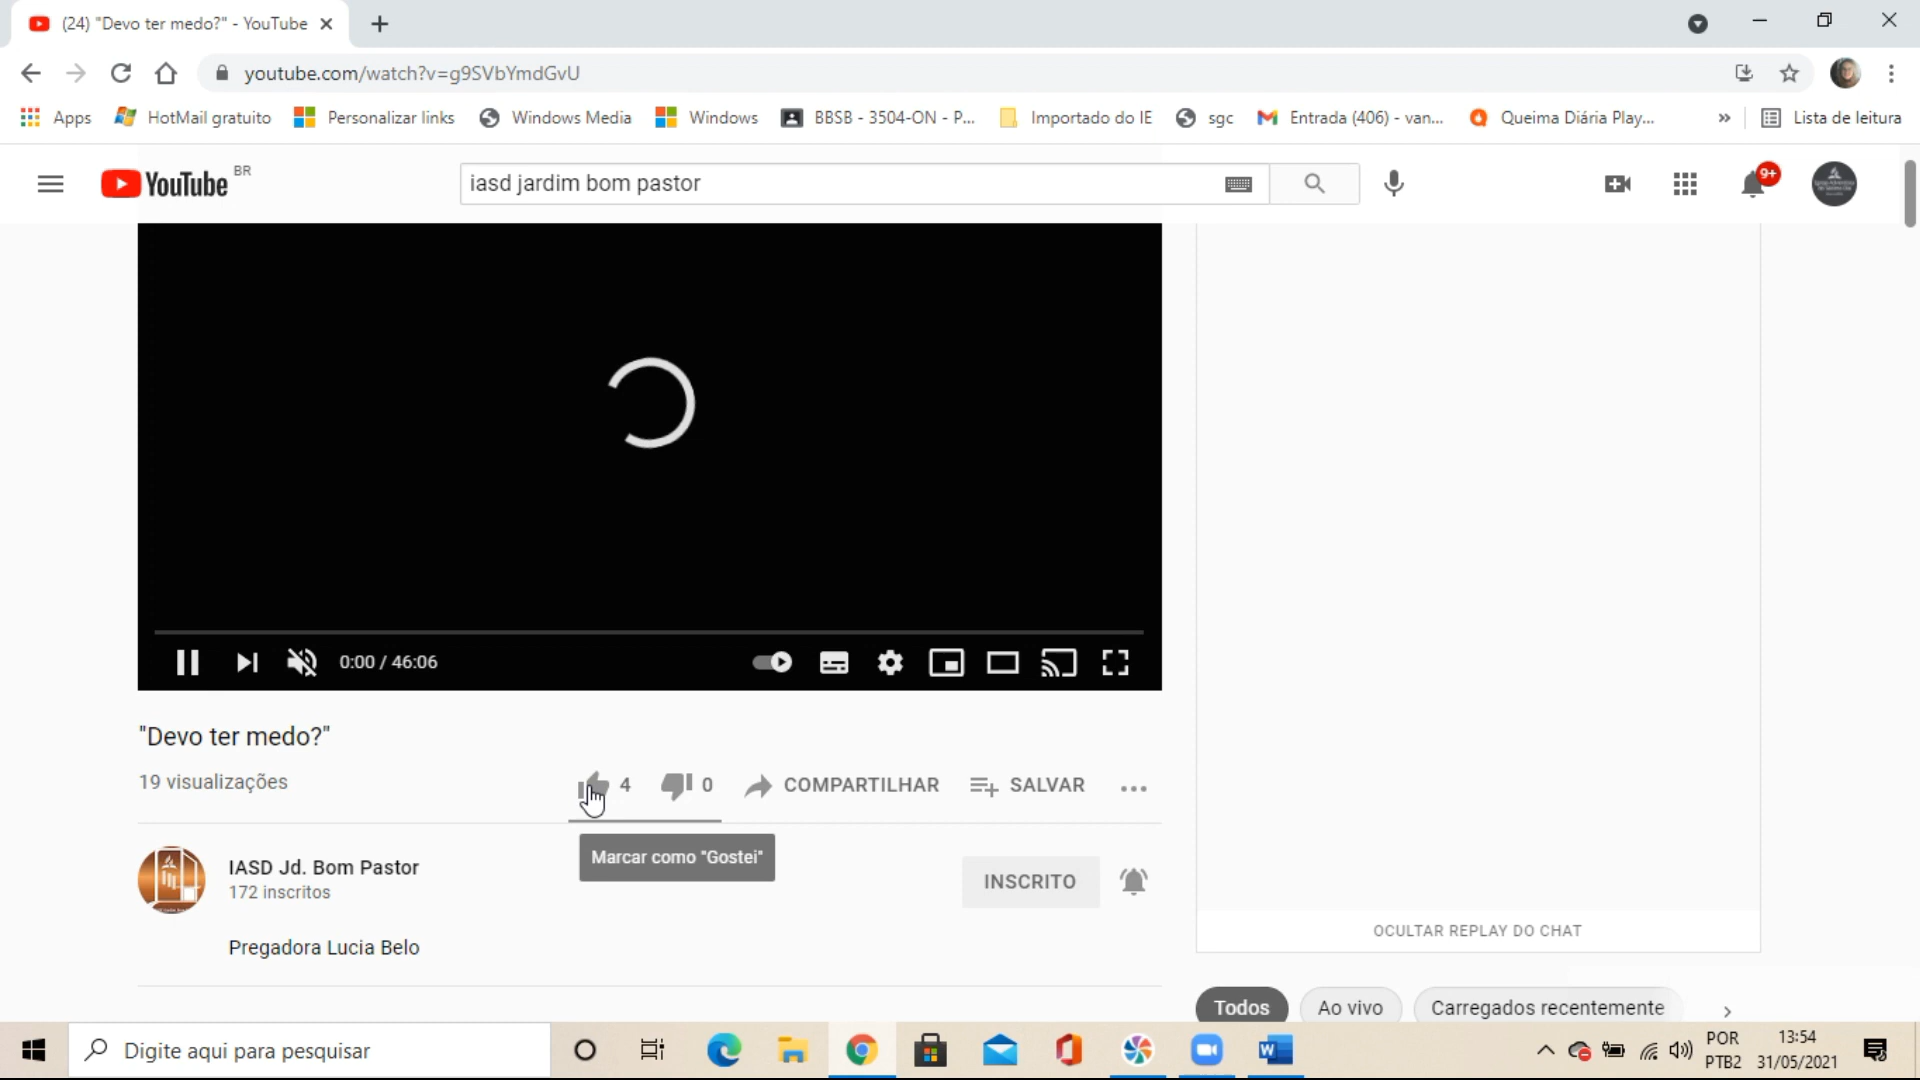 (24) "Devo ter medo?" - YouTube
youtube.com/watch?v=g9SVbYmdGvU
Apps HotMail gratuito Personalizar links Windows Media Windows BBSB - 3504-ON - P... Importado do IE sgc Entrada (406) - van... Queima Diária Play... » Lista de leitura
YouTube BR iasd jardim bom pastor 9+
0:00 / 46:06
"Devo ter medo?"
19 visualizações 4 0 COMPARTILHAR SALVAR
Marcar como "Gostei"
IASD Jd. Bom Pastor
172 inscritos
INSCRITO
Pregadora Lucia Belo
OCULTAR REPLAY DO CHAT
Todos Ao vivo Carregados recentemente
Digite aqui para pesquisar
POR 13:54
PTB2 31/05/2021